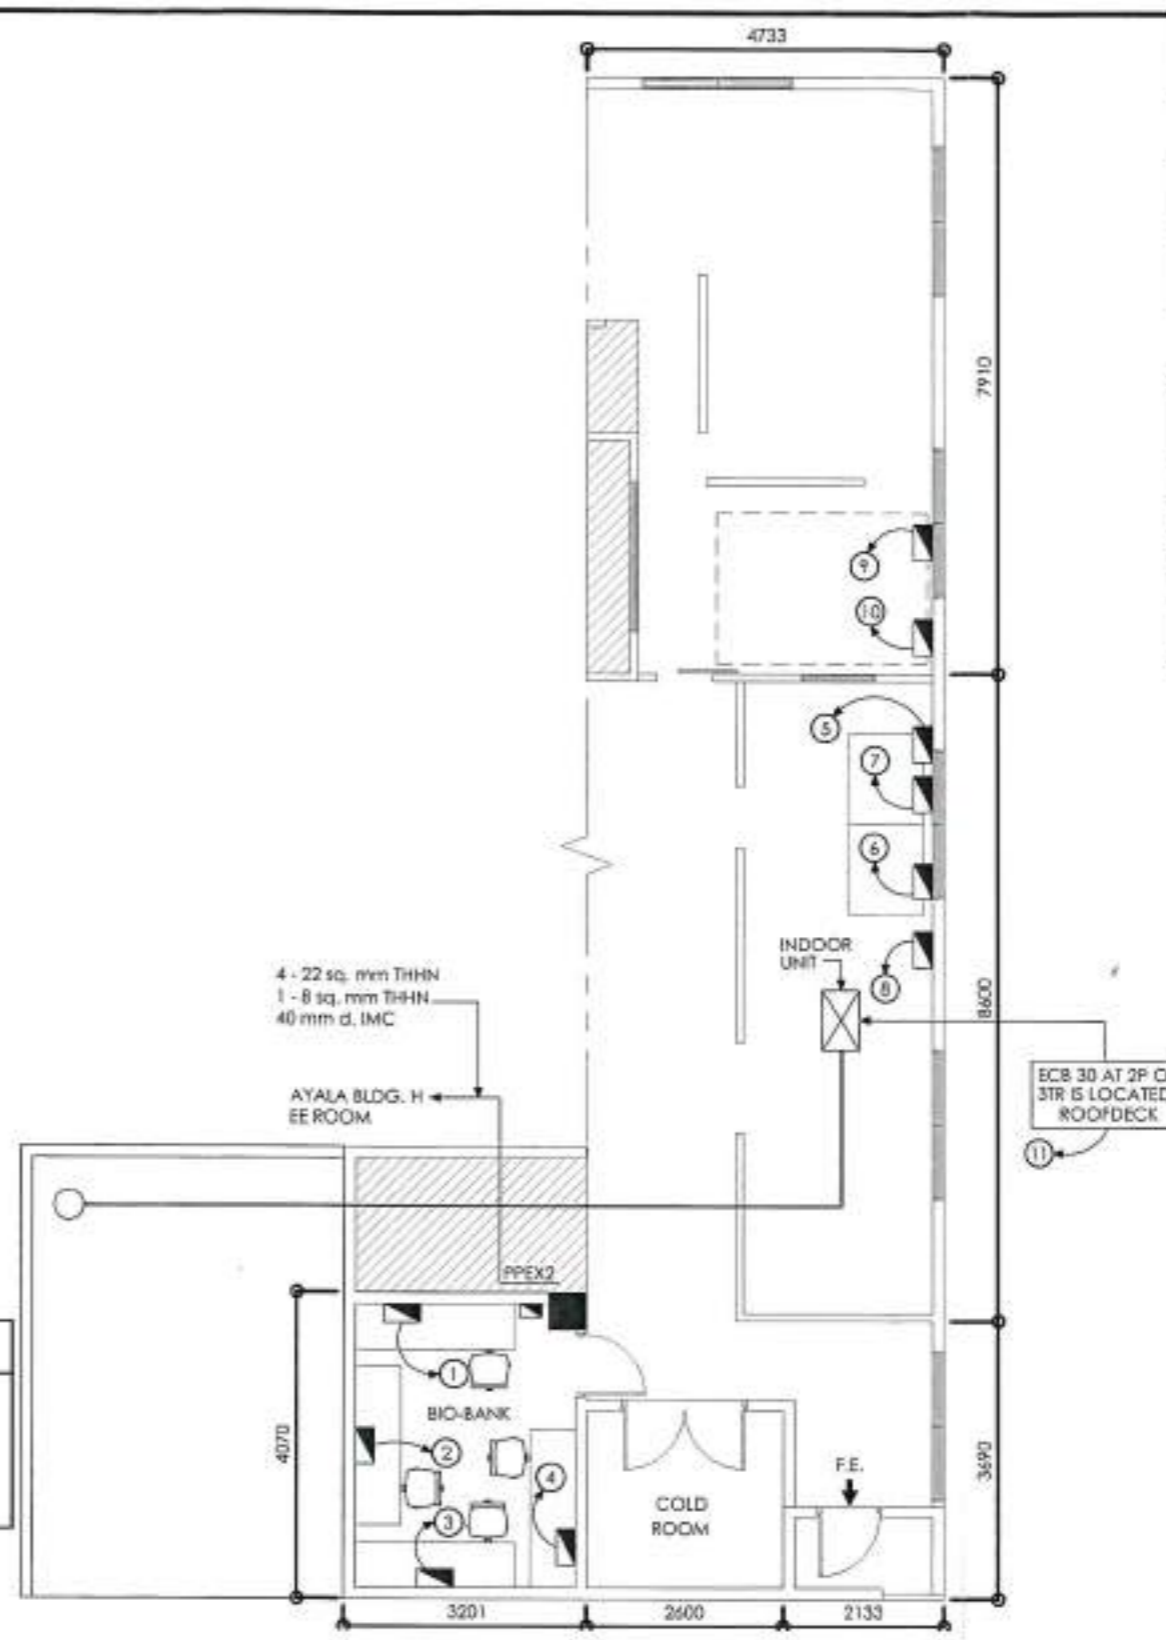 4733
7910
9
10
5
7
6
INDOOR
UNIT
8
8600
4 - 22 sq. mm THHN
1 - 8 sq. mm THHN
40 mm d. IMC
AYALA BLDG. H
EE ROOM
ECB 30 AT 2P
3TR IS LOCATED
ROOFDECK
11
PPEX2
1
BIO-BANK
2
4
3
4070
COLD
ROOM
F.E.
3690
3201
2600
2133